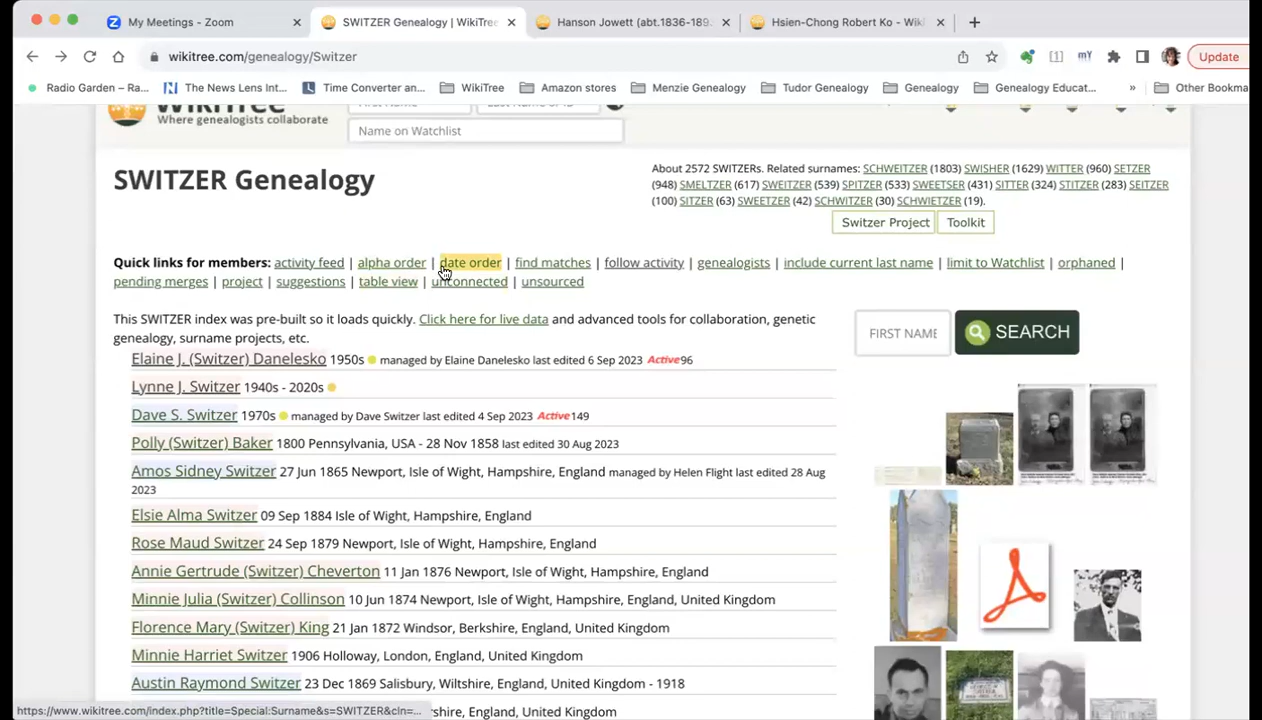 My Meetings - Zoom
SWITZER Genealogy | WikiTree
Hanson Jowett (abt.1836-189
Hsien-Chong Robert Ko - Wiki
wikitree.com/genealogy/Switzer
[1]
mY
Update
Radio Garden – Ra...
The News Lens Int...
Time Converter an...
WikiTree
Amazon stores
Menzie Genealogy
Tudor Genealogy
Genealogy
Genealogy Educat...
»
Other Bookma
WIKITREE
Where genealogists collaborate
First Name
Last Name or ID
Name on Watchlist
SWITZER Genealogy
About 2572 SWITZERs. Related surnames: SCHWEITZER (1803) SWISHER (1629) WITTER (960) SETZER
(948) SMELTZER (617) SWEITZER (539) SPITZER (533) SWEETSER (431) SITTER (324) STITZER (283) SEITZER
(100) SITZER (63) SWEETZER (42) SCHWITZER (30) SCHWIETZER (19).
Switzer Project
Toolkit
Quick links for members: activity feed | alpha order | date order | find matches | follow activity | genealogists | include current last name | limit to Watchlist | orphaned |
pending merges | project | suggestions | table view | unconnected | unsourced
This SWITZER index was pre-built so it loads quickly. Click here for live data and advanced tools for collaboration, genetic
genealogy, surname projects, etc.
FIRST NAME
SEARCH
Elaine J. (Switzer) Danelesko 1950s managed by Elaine Danelesko last edited 6 Sep 2023 Active 96
Lynne J. Switzer 1940s - 2020s
Dave S. Switzer 1970s managed by Dave Switzer last edited 4 Sep 2023 Active 149
Polly (Switzer) Baker 1800 Pennsylvania, USA - 28 Nov 1858 last edited 30 Aug 2023
Amos Sidney Switzer 27 Jun 1865 Newport, Isle of Wight, Hampshire, England managed by Helen Flight last edited 28 Aug
2023
Elsie Alma Switzer 09 Sep 1884 Isle of Wight, Hampshire, England
Rose Maud Switzer 24 Sep 1879 Newport, Isle of Wight, Hampshire, England
Annie Gertrude (Switzer) Cheverton 11 Jan 1876 Newport, Isle of Wight, Hampshire, England
Minnie Julia (Switzer) Collinson 10 Jun 1874 Newport, Isle of Wight, Hampshire, England, United Kingdom
Florence Mary (Switzer) King 21 Jan 1872 Windsor, Berkshire, England, United Kingdom
Minnie Harriet Switzer 1906 Holloway, London, England, United Kingdom
Austin Raymond Switzer 23 Dec 1869 Salisbury, Wiltshire, England, United Kingdom - 1918
shire, England, United Kingdom
https://www.wikitree.com/index.php?title=Special:Surname&s=SWITZER&cln=...